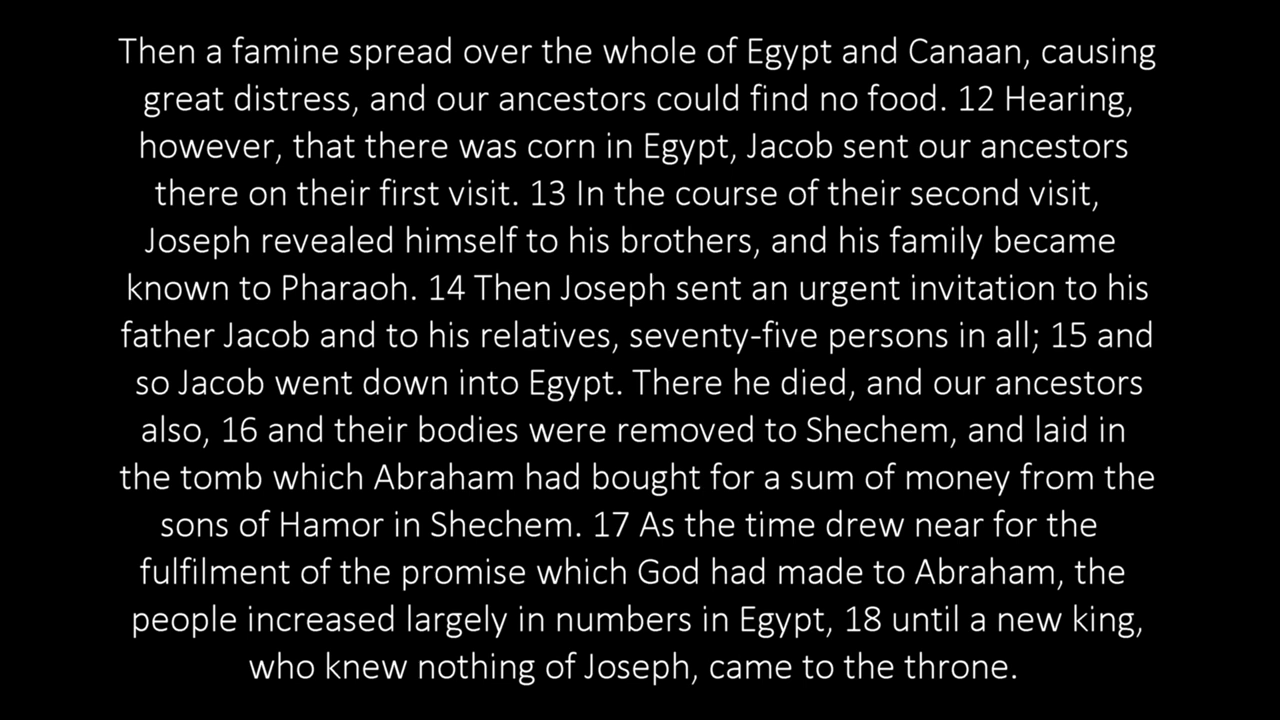 Then a famine spread over the whole of Egypt and Canaan, causing
great distress, and our ancestors could find no food. 12 Hearing,
however, that there was corn in Egypt, Jacob sent our ancestors
there on their first visit. 13 In the course of their second visit,
Joseph revealed himself to his brothers, and his family became
known to Pharaoh. 14 Then Joseph sent an urgent invitation to his
father Jacob and to his relatives, seventy-five persons in all; 15 and
so Jacob went down into Egypt. There he died, and our ancestors
also, 16 and their bodies were removed to Shechem, and laid in
the tomb which Abraham had bought for a sum of money from the
sons of Hamor in Shechem. 17 As the time drew near for the
fulfilment of the promise which God had made to Abraham, the
people increased largely in numbers in Egypt, 18 until a new king,
who knew nothing of Joseph, came to the throne.